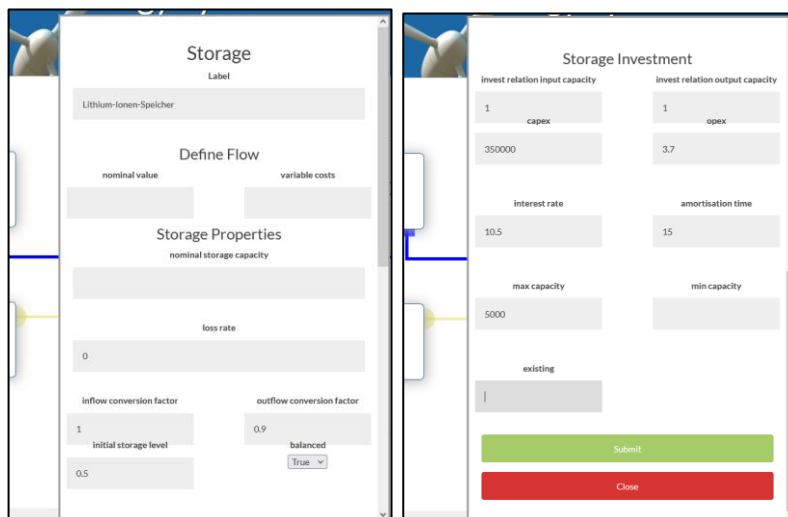 Storage
Label
Lithium-Ionen-Speicher
Define Flow
nominal value variable costs
Storage Properties
nominal storage capacity
loss rate
0
inflow conversion factor outflow conversion factor
1 0.9
initial storage level balanced
0.5 True
Storage Investment
invest relation input capacity invest relation output capacity
1 1
capex opex
350000 3.7
interest rate amortisation time
10.5 15
max capacity min capacity
5000
existing
Submit
Close